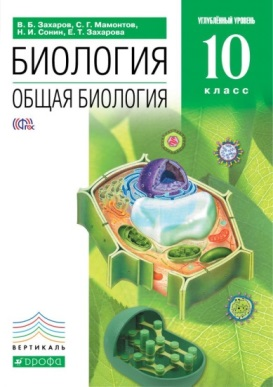 В. Б. Захаров, С. Г. Мамонтов,
Н. И. Сонин, Е. Т. Захарова
УГЛУБЛЁННЫЙ УРОВЕНЬ
БИОЛОГИЯ
ОБЩАЯ БИОЛОГИЯ
10
КЛАСС
ФГОС
ВЕРТИКАЛЬ
ДРОФА